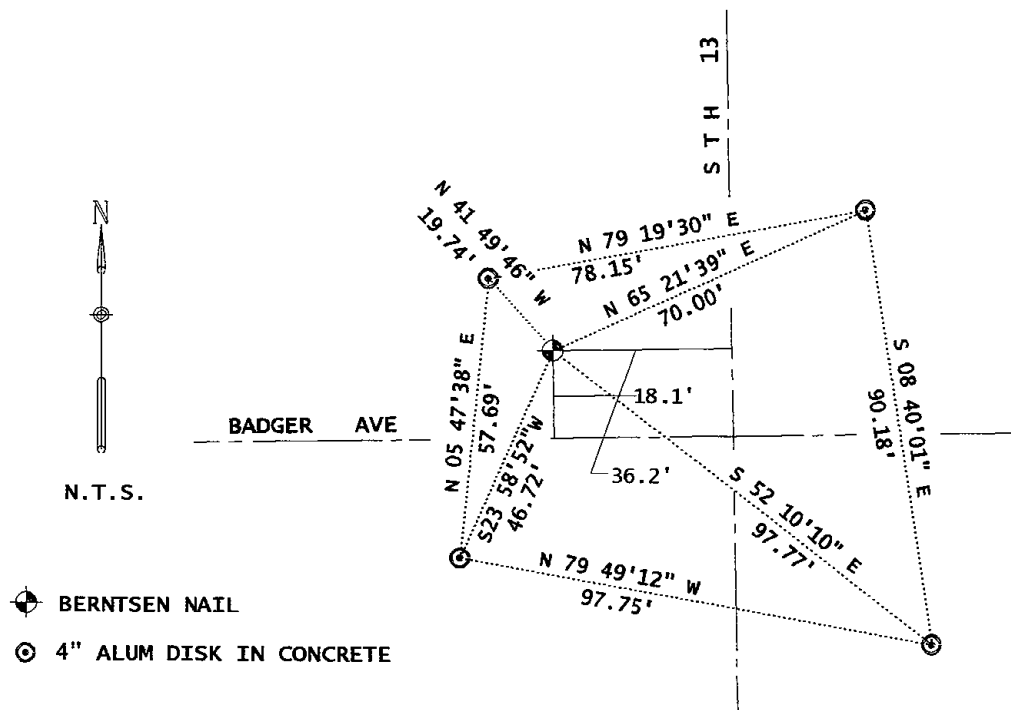 STH 13
N
N 41 49'46" W
19.74'
N 79 19'30" E
78.15'
N 65 21'39" E
70.00'
S 08 40'01" E
90.18'
N 05 47'38" E
57.69'
BADGER AVE
18.1'
36.2'
S23 58'52"W
46.72'
S 52 10'10" E
97.77'
N.T.S.
N 79 49'12" W
97.75'
BERNTSEN NAIL
4" ALUM DISK IN CONCRETE